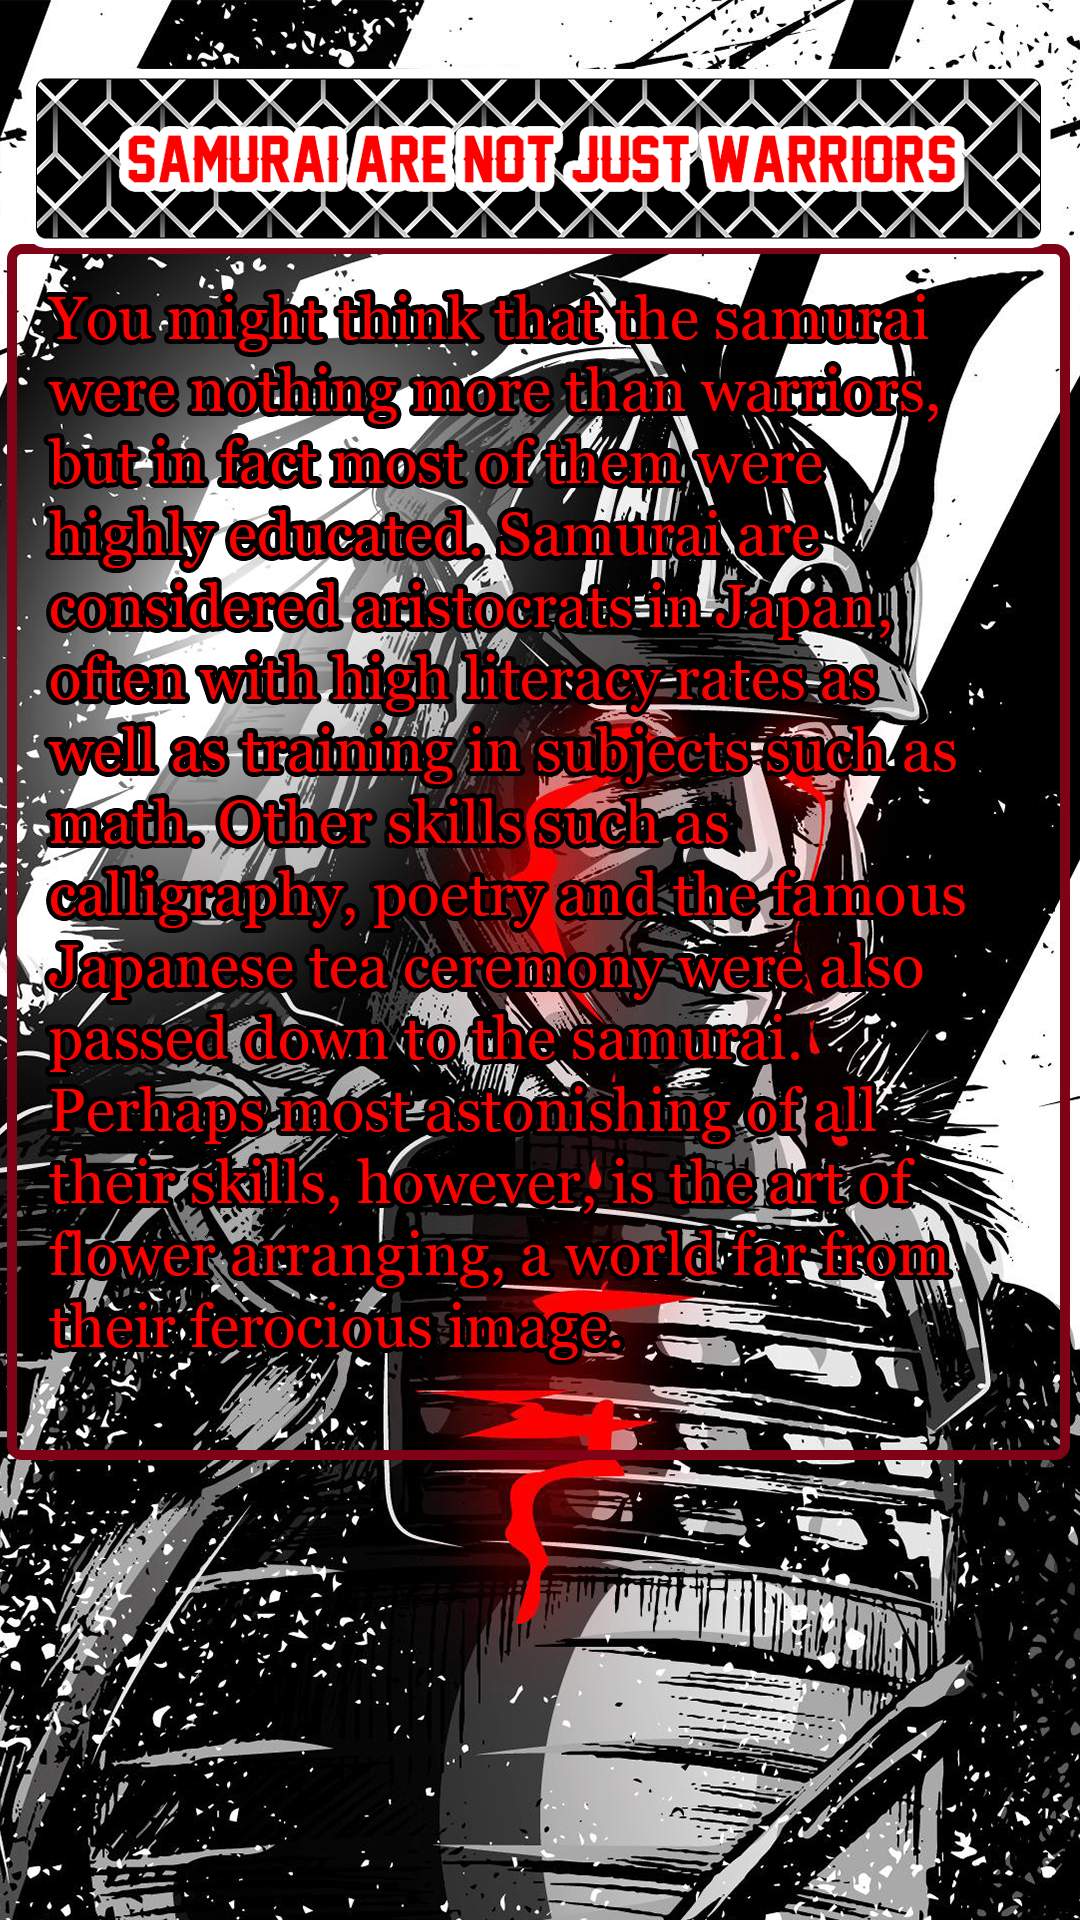 SAMURAI ARE NOT JUST WARRIORS
You might think that the samurai
were nothing more than warriors,
but in fact most of them were
highly educated. Samurai are
considered aristocrats in Japan,
often with high literacy rates as
well as training in subjects such as
math. Other skills such as
calligraphy, poetry and the famous
Japanese tea ceremony were also
passed down to the samurai.
Perhaps most astonishing of all
their skills, however, is the art of
flower arranging, a world far from
their ferocious image.